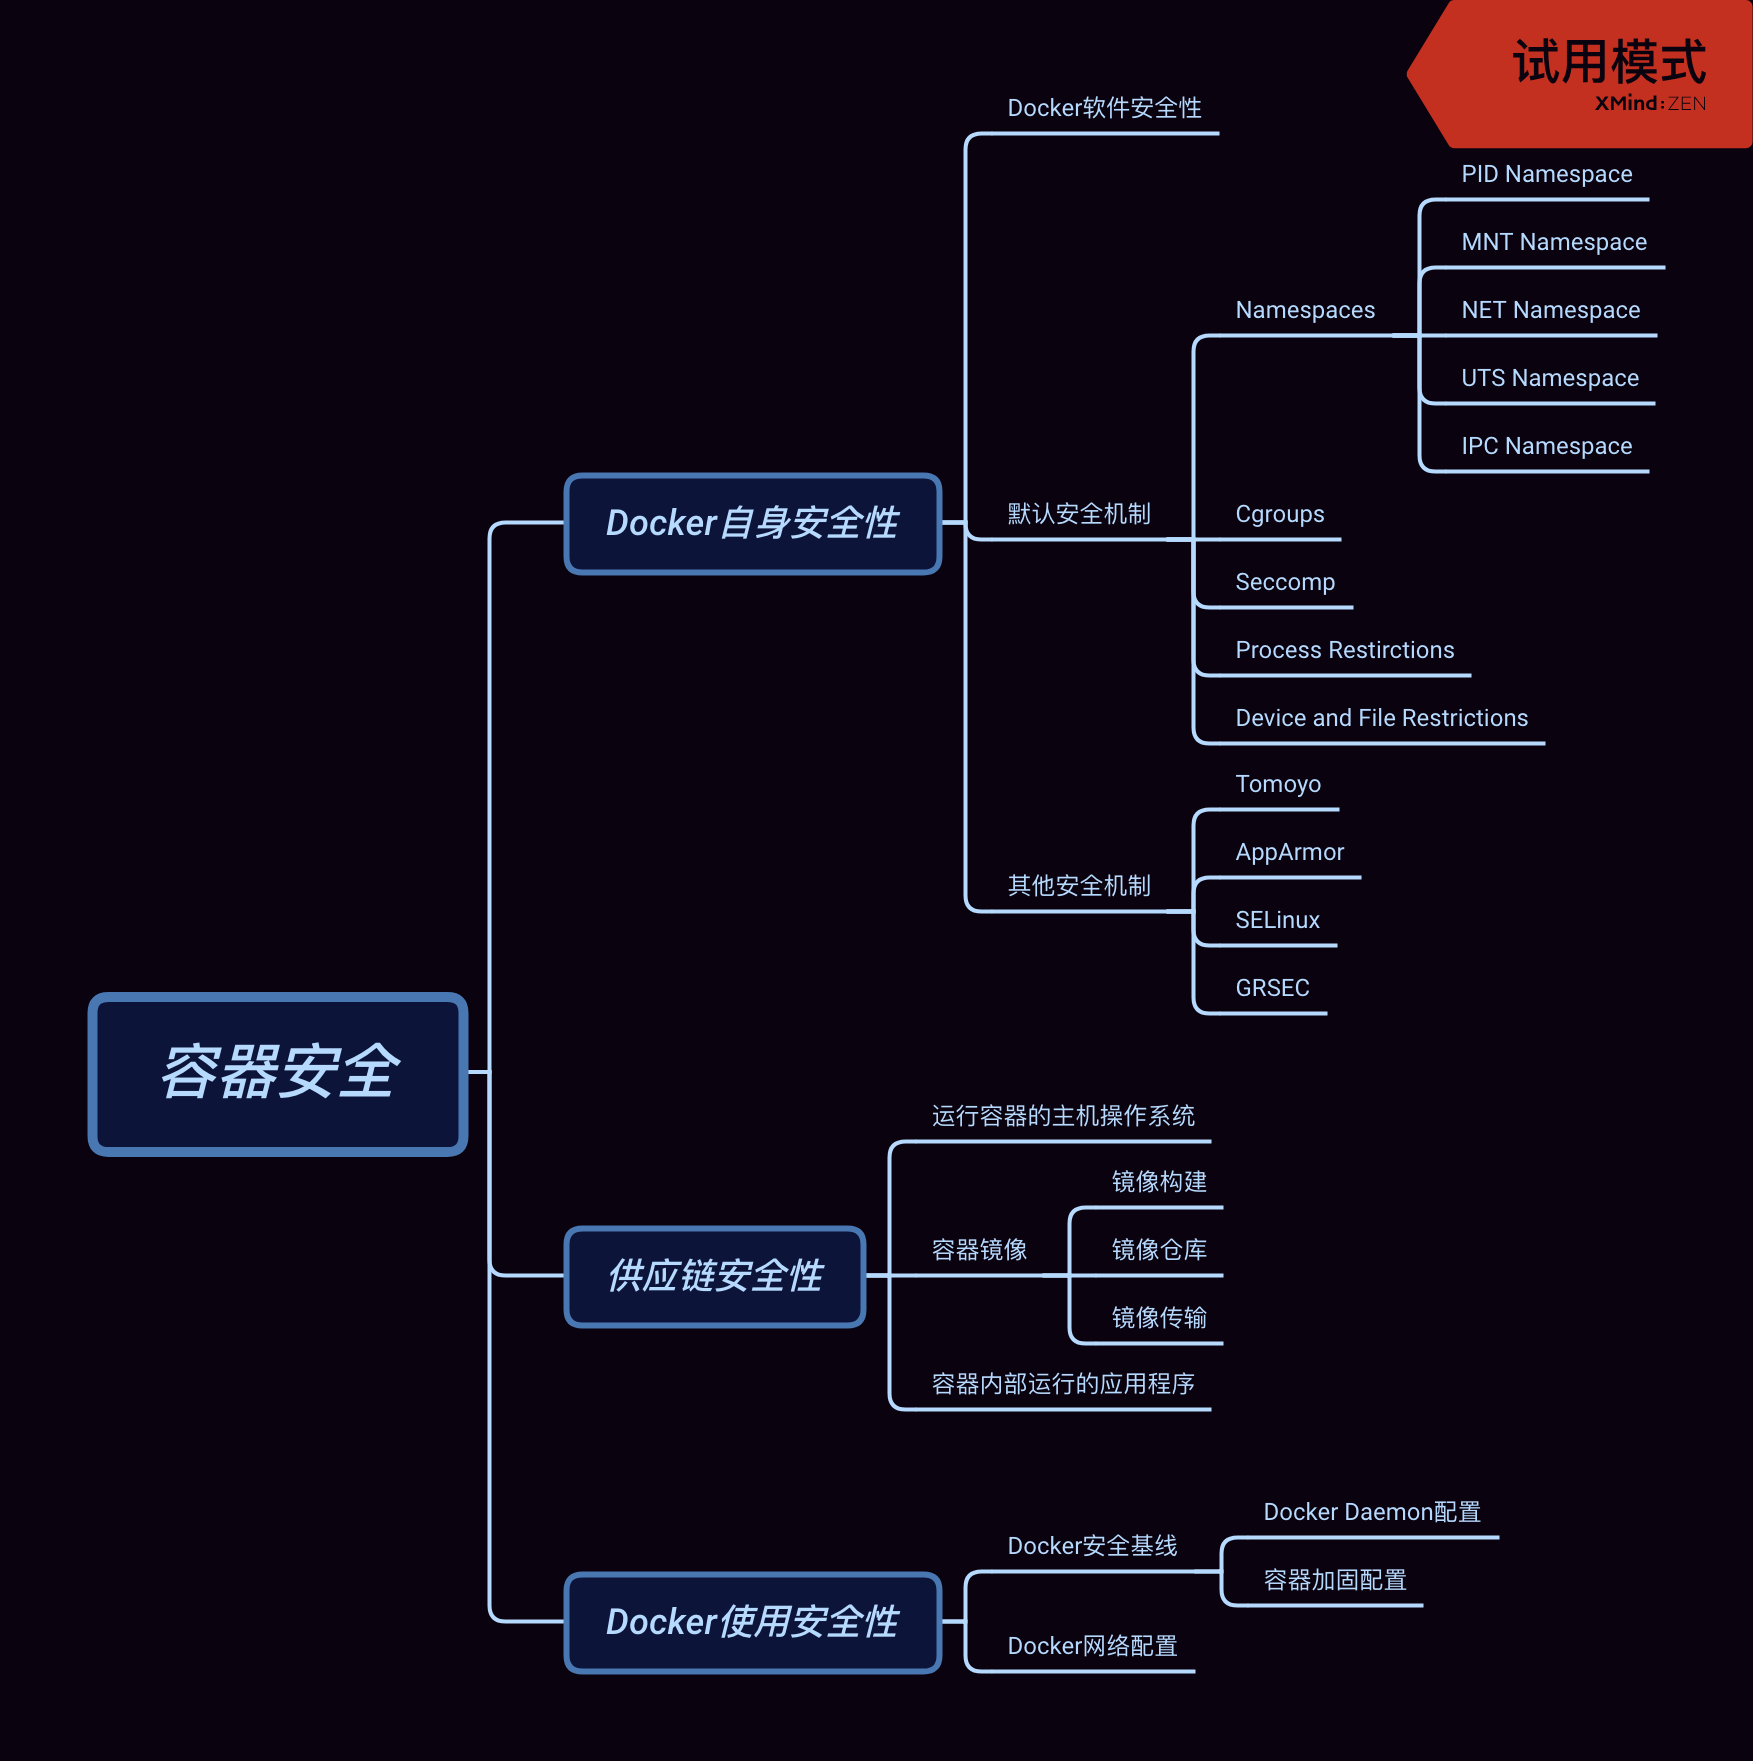 试用模式
XMind:ZEN
容器安全
Docker自身安全性
Docker软件安全性
默认安全机制
Namespaces
PID Namespace
MNT Namespace
NET Namespace
UTS Namespace
IPC Namespace
Cgroups
Seccomp
Process Restirctions
Device and File Restrictions
其他安全机制
Tomoyo
AppArmor
SELinux
GRSEC
供应链安全性
运行容器的主机操作系统
容器镜像
镜像构建
镜像仓库
镜像传输
容器内部运行的应用程序
Docker使用安全性
Docker安全基线
Docker Daemon配置
容器加固配置
Docker网络配置